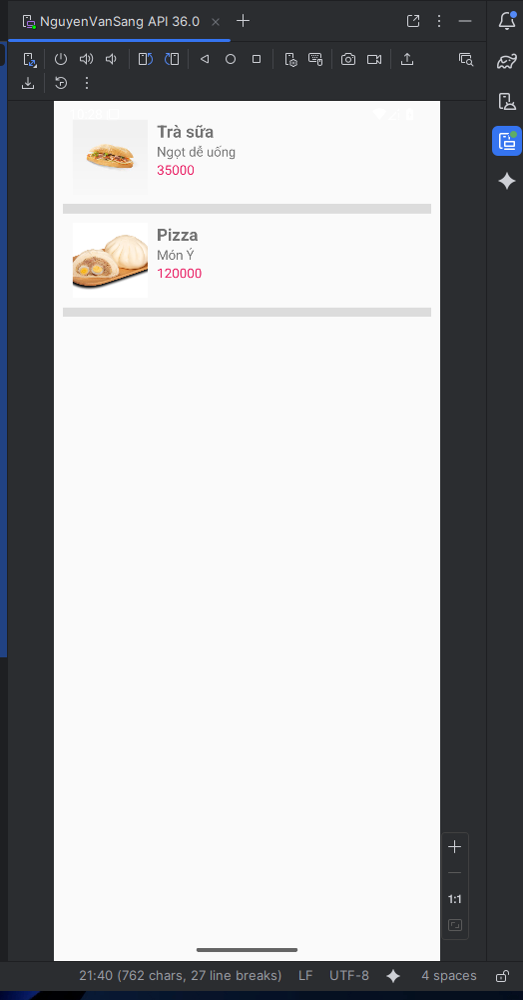 NguyenVanSang API 36.0
Trà sữa
Ngọt dễ uống
35000
Pizza
Món Ý
120000
1:1
21:40 (762 chars, 27 line breaks) LF UTF-8 4 spaces